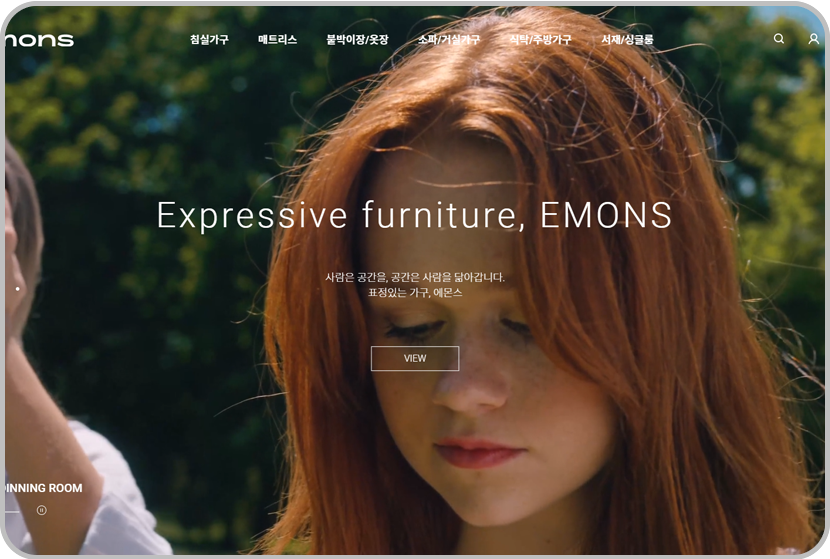 mons
침실가구 매트리스 붙박이장/옷장 소파/거실가구 식탁/주방가구 서재/싱글룸
Expressive furniture, EMONS
사람은 공간을, 공간은 사람을 닮아갑니다.
표정있는 가구, 에몬스
VIEW
DINNING ROOM